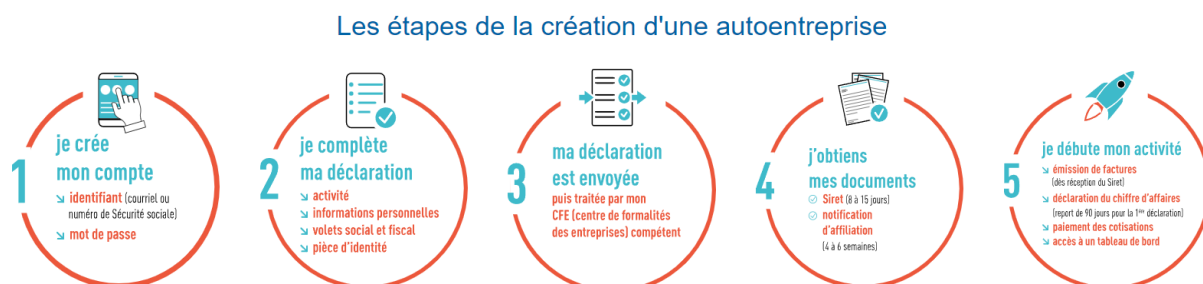 Les étapes de la création d'une autoentreprise
1
je crée
mon compte
identifiant (courriel ou
numéro de Sécurité sociale)
mot de passe
2
je complète
ma déclaration
activité
informations personnelles
volets social et fiscal
pièce d'identité
3
ma déclaration
est envoyée
puis traitée par mon
CFE (centre de formalités
des entreprises) compétent
4
j'obtiens
mes documents
Siret (8 à 15 jours)
notification
d'affiliation
(4 à 6 semaines)
5
je débute mon activité
émission de factures
(dès réception du Siret)
déclaration du chiffre d'affaires
(report de 90 jours pour la 1ère déclaration)
paiement des cotisations
accès à un tableau de bord